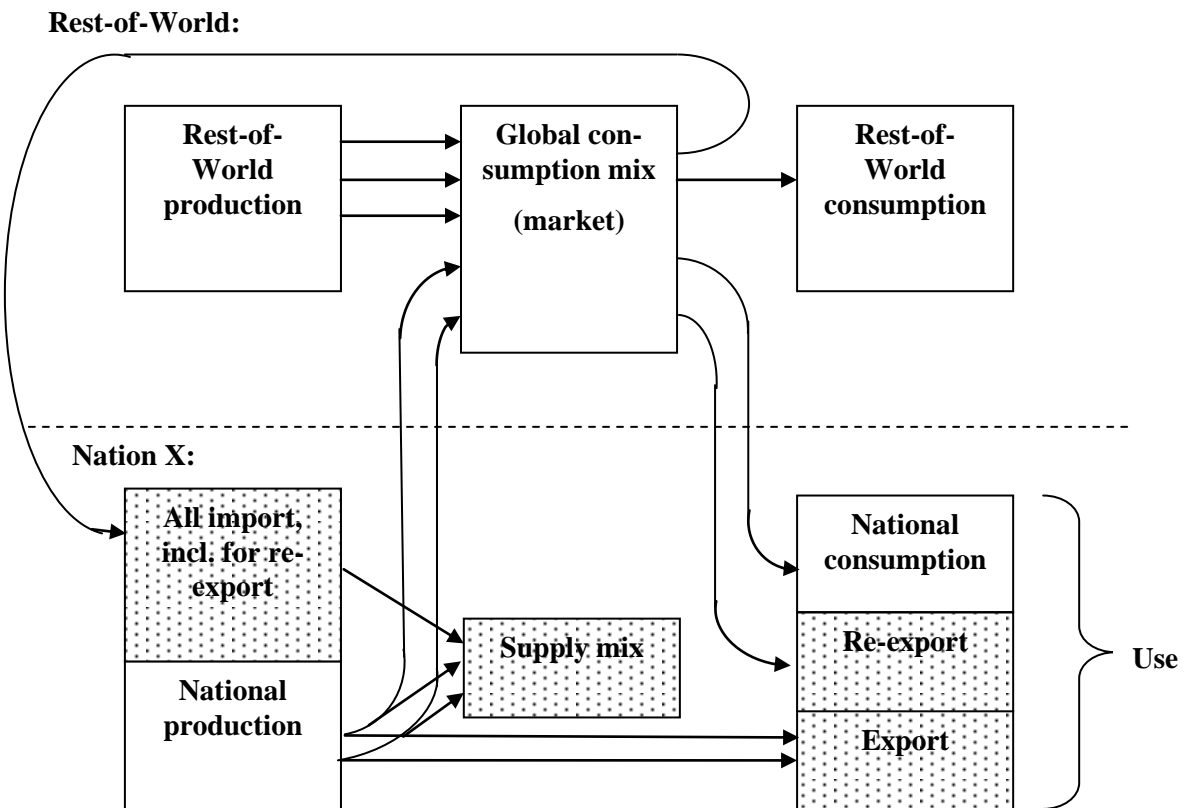 Rest-of-World:
Rest-of-
World
production
Global con-
sumption mix
(market)
Rest-of-
World
consumption
Nation X:
All import,
incl. for re-
export
National
production
Supply mix
National
consumption
Re-export
Export
Use